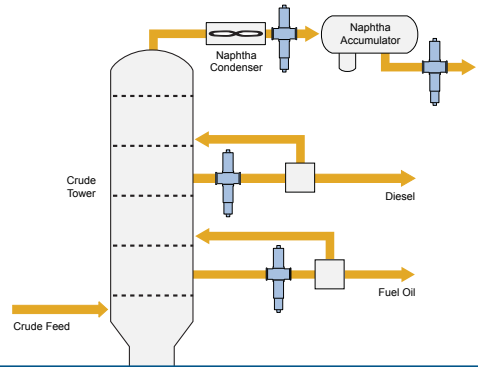 Naphtha
Condenser
Naphtha
Accumulator
Crude
Tower
Diesel
Fuel Oil
Crude Feed